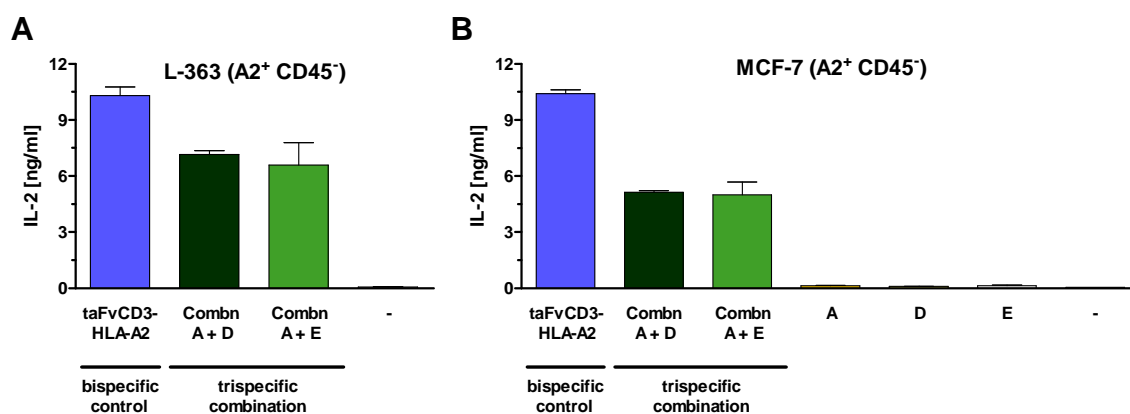 A
L-363 (A2⁺ CD45⁻)
IL-2 [ng/ml]
12
9
6
3
0
taFvCD3-
HLA-A2
Combn
A + D
Combn
A + E
-
bispecific
control
trispecific
combination
B
MCF-7 (A2⁺ CD45⁻)
IL-2 [ng/ml]
12
9
6
3
0
taFvCD3-
HLA-A2
Combn
A + D
Combn
A + E
A
D
E
-
bispecific
control
trispecific
combination